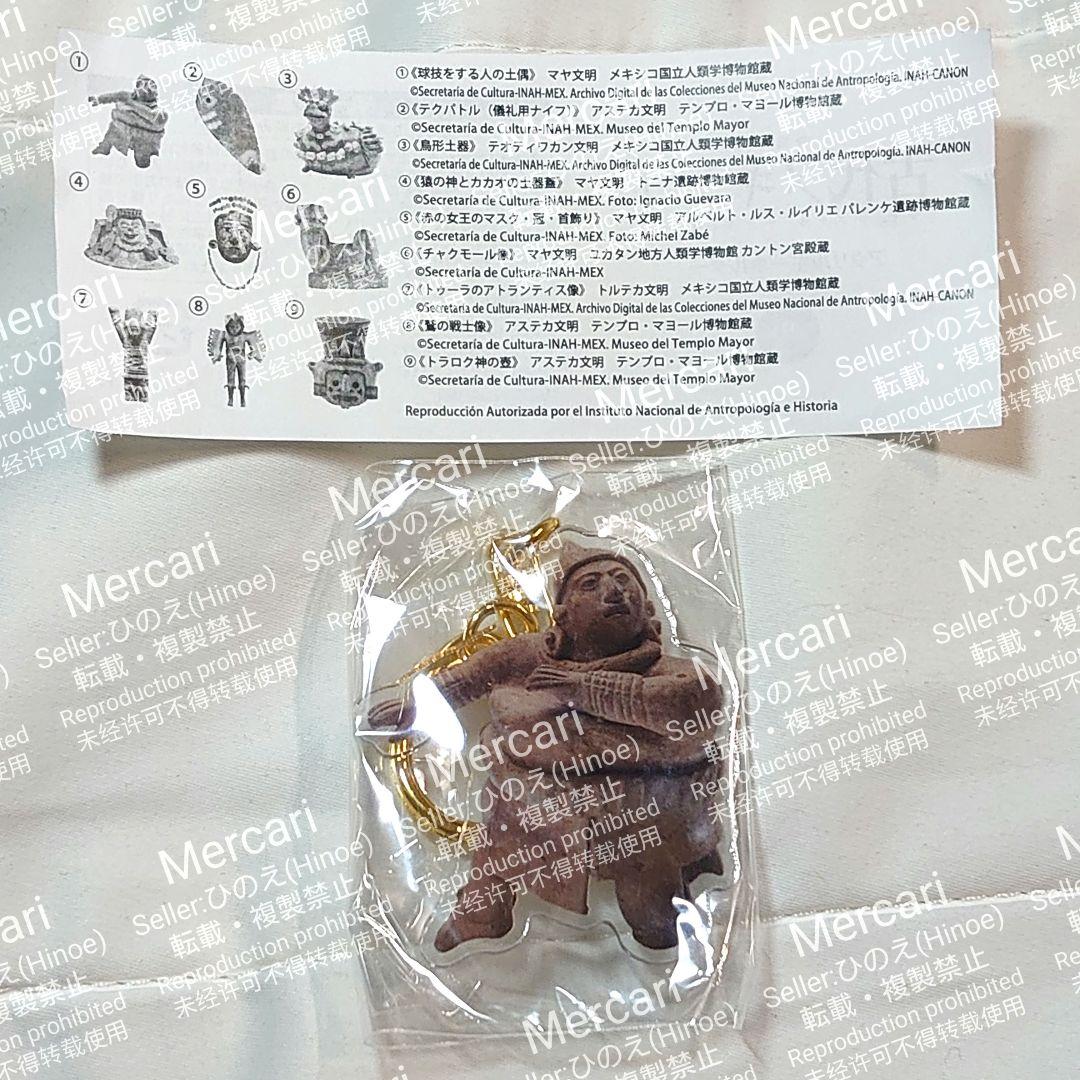 ①《球技をする人の土偶》 マヤ文明 メキシコ国立人類学博物館蔵
©Secretaría de Cultura-INAH-MEX. Archivo Digital de las Colecciones del Museo Nacional de Antropología. INAH-CANON
②《テクパトル（儀礼用ナイフ）》 アステカ文明 テンプロ・マヨール博物館蔵
©Secretaría de Cultura-INAH-MEX. Museo del Templo Mayor
③《鳥形土器》 テオティワカン文明 メキシコ国立人類学博物館蔵
©Secretaría de Cultura-INAH-MEX. Archivo Digital de las Colecciones del Museo Nacional de Antropología. INAH-CANON
④《猿の神とカカオの土器蓋》 マヤ文明 トニナ遺跡博物館蔵
©Secretaría de Cultura-INAH-MEX. Foto: Ignacio Guevara
⑤《赤の女王のマスク・冠・首飾り》 マヤ文明 アルベルト・ルス・ルイリエ パレンケ遺跡博物館蔵
©Secretaría de Cultura-INAH-MEX. Foto: Michel Zabé
⑥《チャクモール像》 マヤ文明 ユカタン地方人類学博物館 カントン宮殿蔵
©Secretaría de Cultura-INAH-MEX
⑦《トゥーラのアトランティス像》 トルテカ文明 メキシコ国立人類学博物館蔵
©Secretaría de Cultura-INAH-MEX. Archivo Digital de las Colecciones del Museo Nacional de Antropología. INAH-CANON
⑧《鷲の戦士像》 アステカ文明 テンプロ・マヨール博物館蔵
©Secretaría de Cultura-INAH-MEX. Museo del Templo Mayor
⑨《トラロク神の壺》 アステカ文明 テンプロ・マヨール博物館蔵
©Secretaría de Cultura-INAH-MEX. Museo del Templo Mayor
Reproducción Autorizada por el Instituto Nacional de Antropología e Historia
①
②
③
④
⑤
⑥
⑦
⑧
⑨
Mercari
Seller:ひのえ(Hinoe)
転載・複製禁止
Reproduction prohibited
未经许可不得转载使用